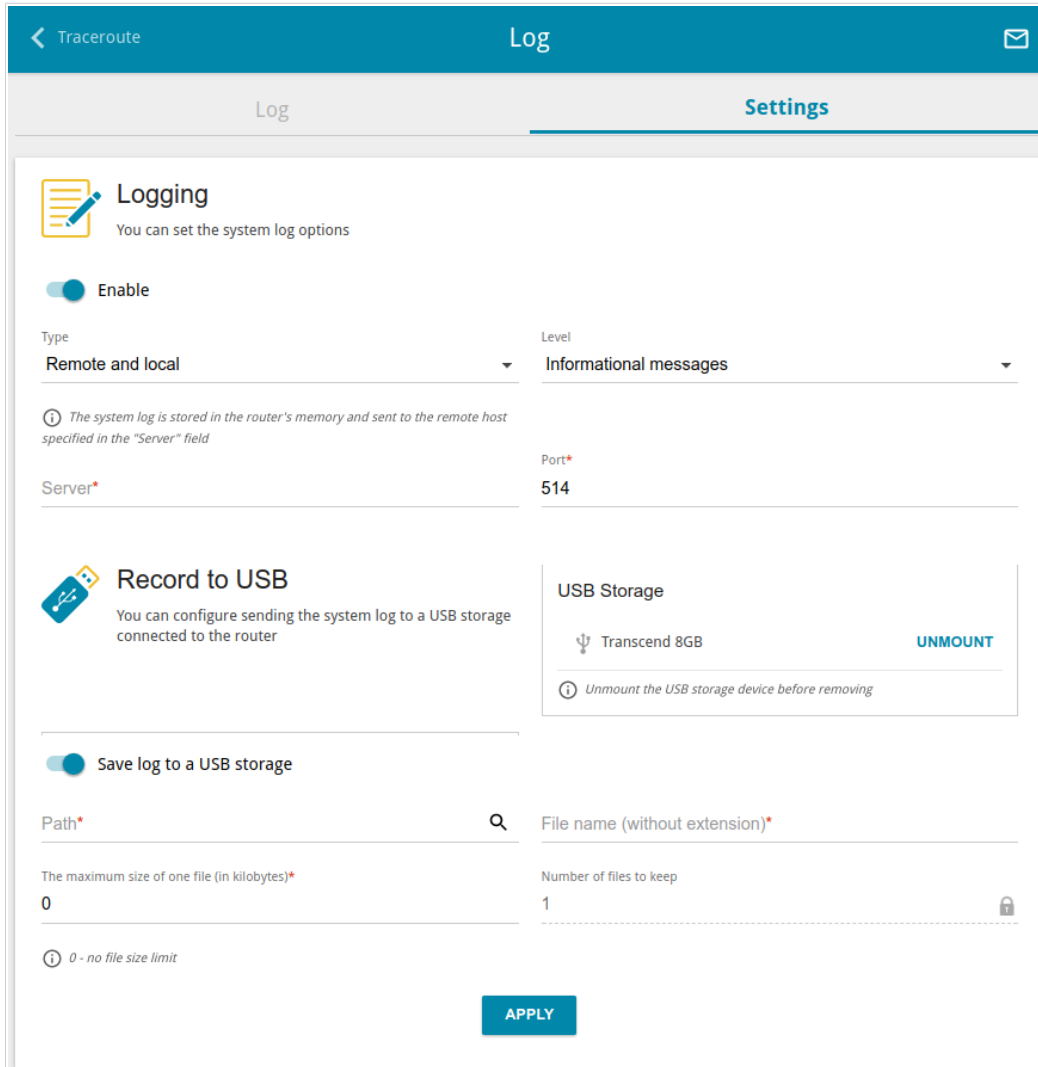 Traceroute
Log
Log
Settings
Logging
You can set the system log options
Enable
Type
Remote and local
Level
Informational messages
The system log is stored in the router's memory and sent to the remote host
specified in the "Server" field
Server*
Port*
514
Record to USB
You can configure sending the system log to a USB storage
connected to the router
USB Storage
Transcend 8GB
UNMOUNT
Unmount the USB storage device before removing
Save log to a USB storage
Path*
File name (without extension)*
The maximum size of one file (in kilobytes)*
0
Number of files to keep
1
0 - no file size limit
APPLY